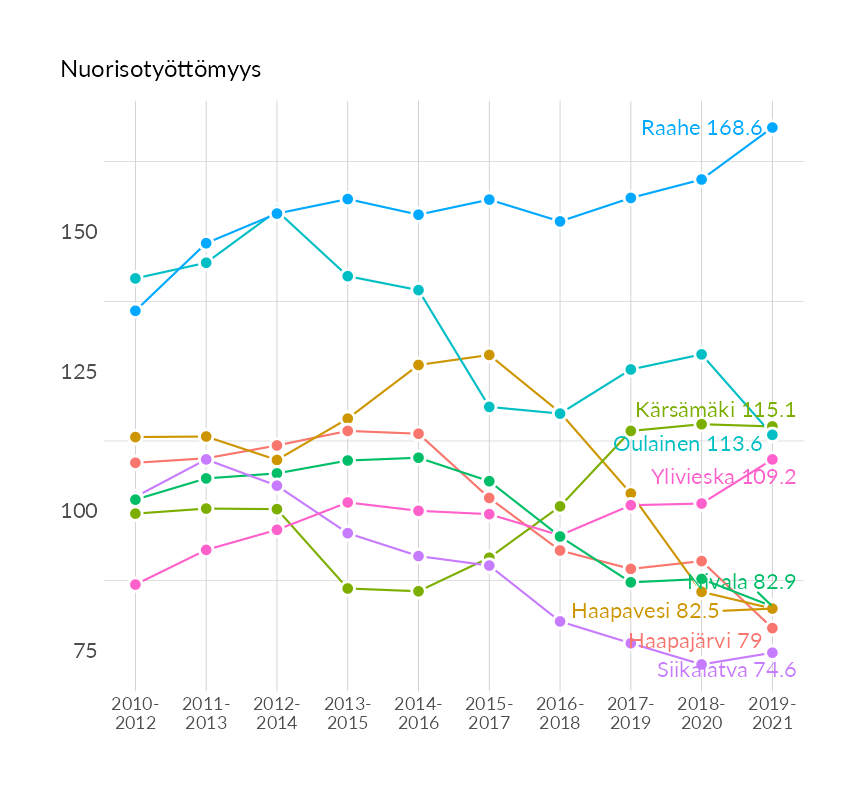 Nuorisotyöttömyys
Raahe 168.6
150
125
Kärsämäki 115.1
Oulainen 113.6
Ylivieska 109.2
100
Nivala 82.9
Haapavesi 82.5
Haapajärvi 79
75
Siikalatva 74.6
2010- 2011- 2012- 2013- 2014- 2015- 2016- 2017- 2018- 2019-
2012 2013 2014 2015 2016 2017 2018 2019 2020 2021